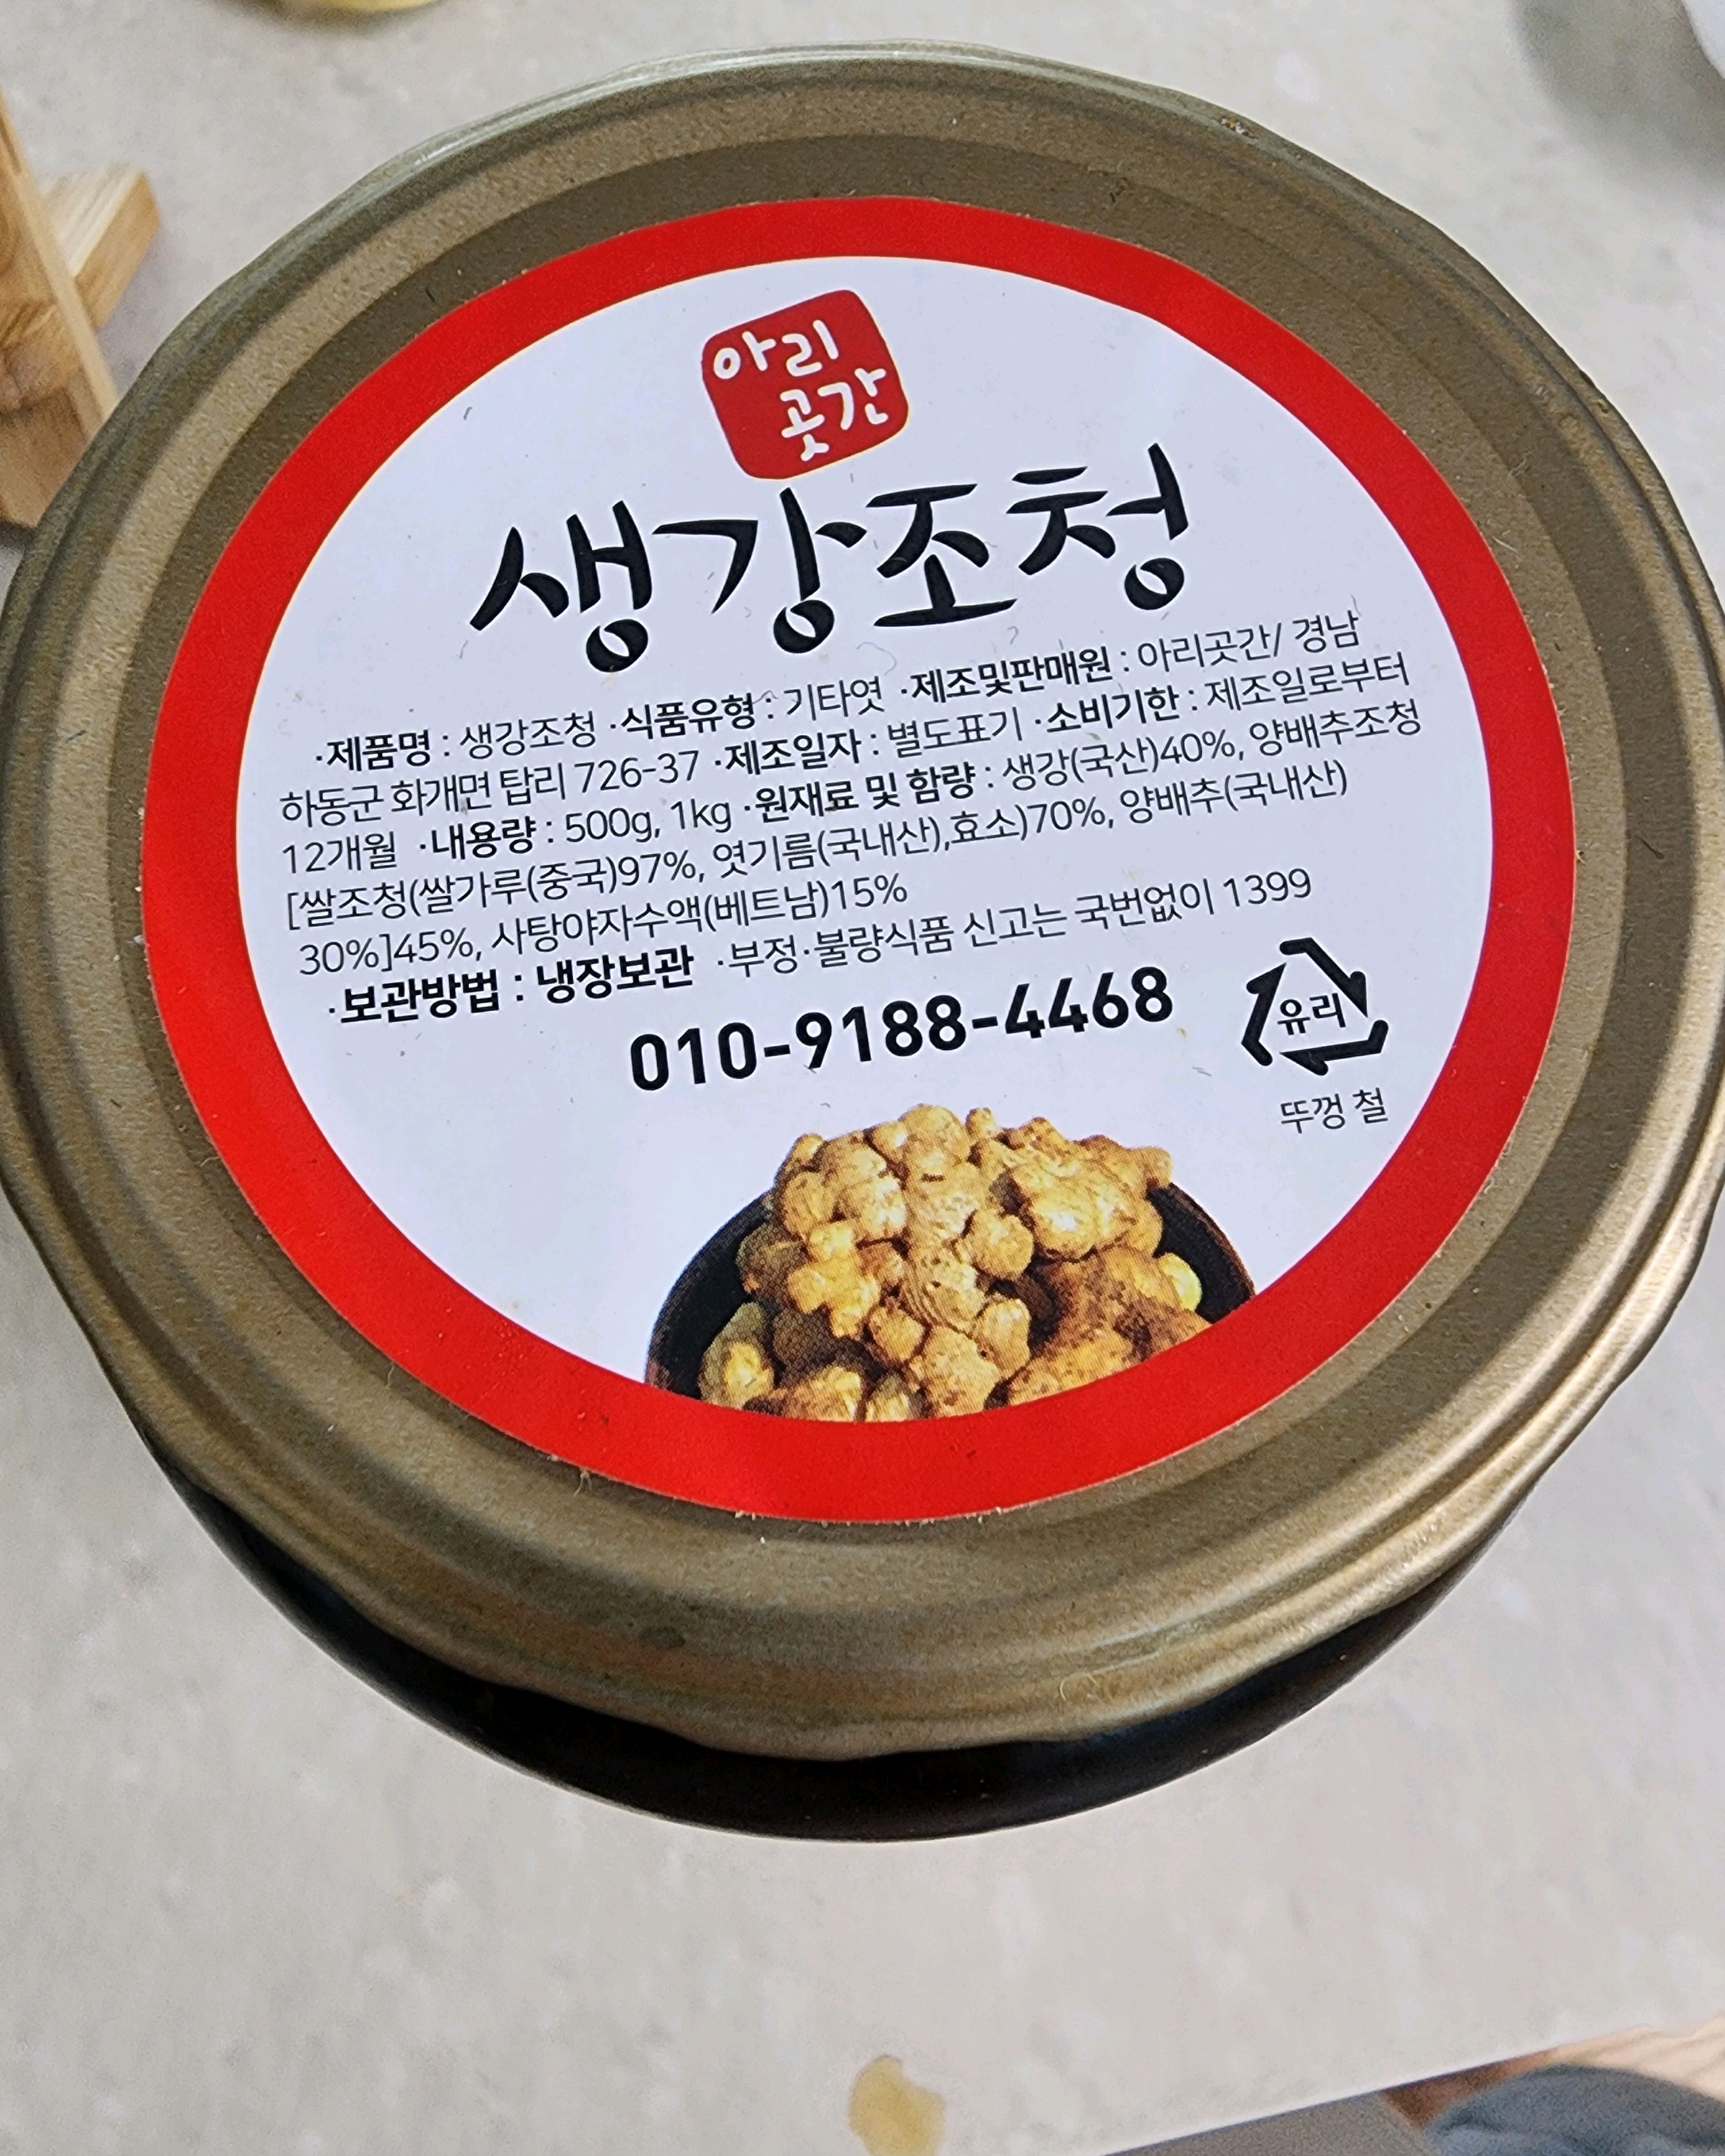 아리
곳간
생강조청
·제품명 : 생강조청 ·식품유형 : 기타엿 ·제조및판매원 : 아리곳간/ 경남
하동군 화개면 탑리 726-37 ·제조일자 : 별도표기 ·소비기한 : 제조일로부터
12개월 ·내용량 : 500g, 1kg ·원재료 및 함량 : 생강(국산)40%, 양배추조청
[쌀조청(쌀가루(중국)97%, 엿기름(국내산),효소)70%, 양배추(국내산)
30%]45%, 사탕야자수액(베트남)15%
·보관방법 : 냉장보관 ·부정·불량식품 신고는 국번없이 1399
010-9188-4468
유리
뚜껑 철